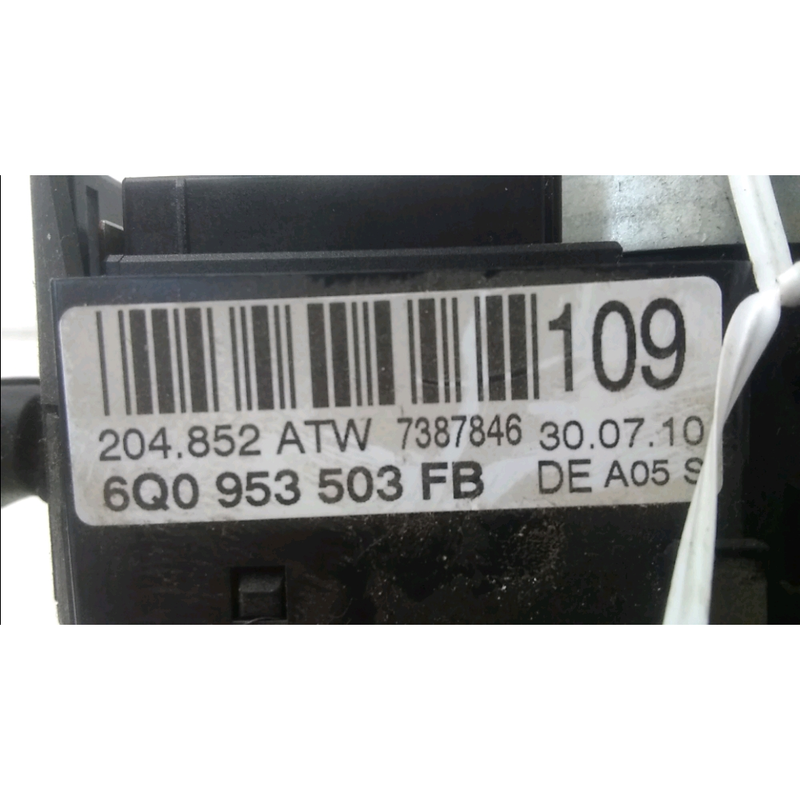 109
204.852 ATW 7387846 30.07.10
6Q0 953 503 FB DE A05 S